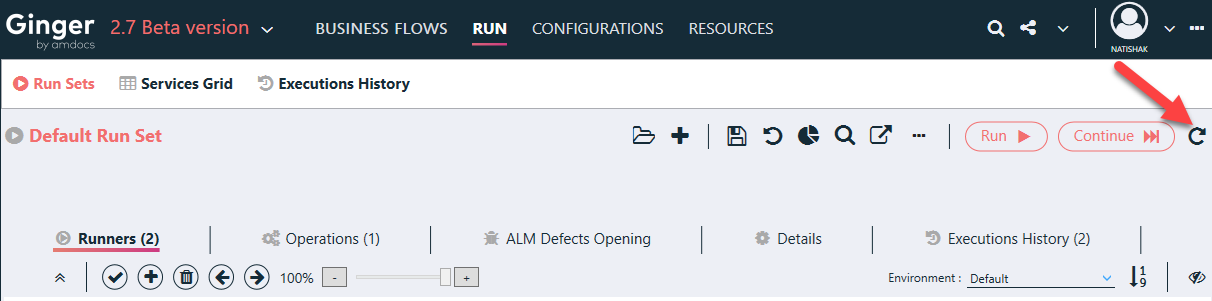 Ginger 2.7 Beta version BUSINESS FLOWS RUN CONFIGURATIONS RESOURCES
by amdocs
NATISHAK
Run Sets Services Grid Executions History
Default Run Set Run Continue
Runners (2) Operations (1) ALM Defects Opening Details Executions History (2)
100% - + Environment : Default 1
9